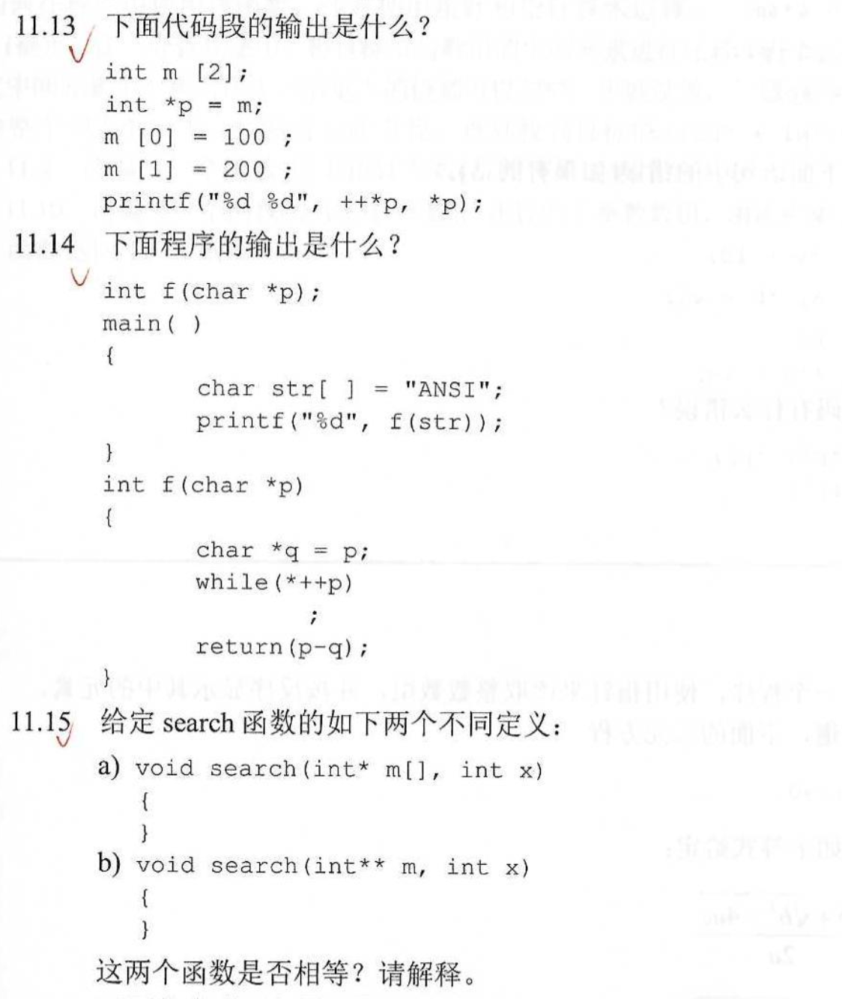 11.13 下面代码段的输出是什么？
int m [2];
int *p = m;
m [0] = 100 ;
m [1] = 200 ;
printf("%d %d", ++*p, *p);
11.14 下面程序的输出是什么？
int f(char *p);
main( )
{
char str[ ] = "ANSI";
printf("%d", f(str));
}
int f(char *p)
{
char *q = p;
while(*++p)
;
return(p-q);
}
11.15 给定 search 函数的如下两个不同定义：
a) void search(int* m[], int x)
{
}
b) void search(int** m, int x)
{
}
这两个函数是否相等？请解释。